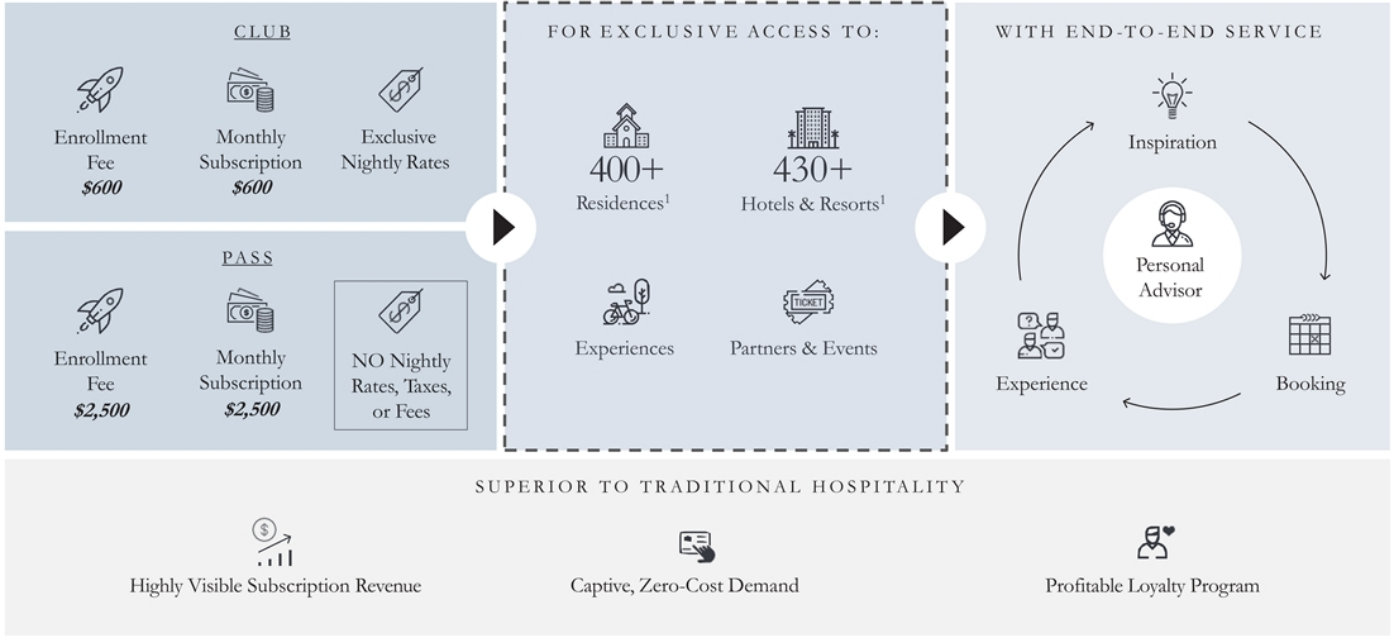 CLUB
Enrollment
Fee
$600
Monthly
Subscription
$600
Exclusive
Nightly Rates
PASS
Enrollment
Fee
$2,500
Monthly
Subscription
$2,500
NO Nightly
Rates, Taxes,
or Fees
FOR EXCLUSIVE ACCESS TO:
400+
Residences¹
430+
Hotels & Resorts¹
Experiences
TICKET
Partners & Events
WITH END-TO-END SERVICE
Inspiration
Personal
Advisor
Experience
Booking
SUPERIOR TO TRADITIONAL HOSPITALITY
Highly Visible Subscription Revenue
Captive, Zero-Cost Demand
Profitable Loyalty Program